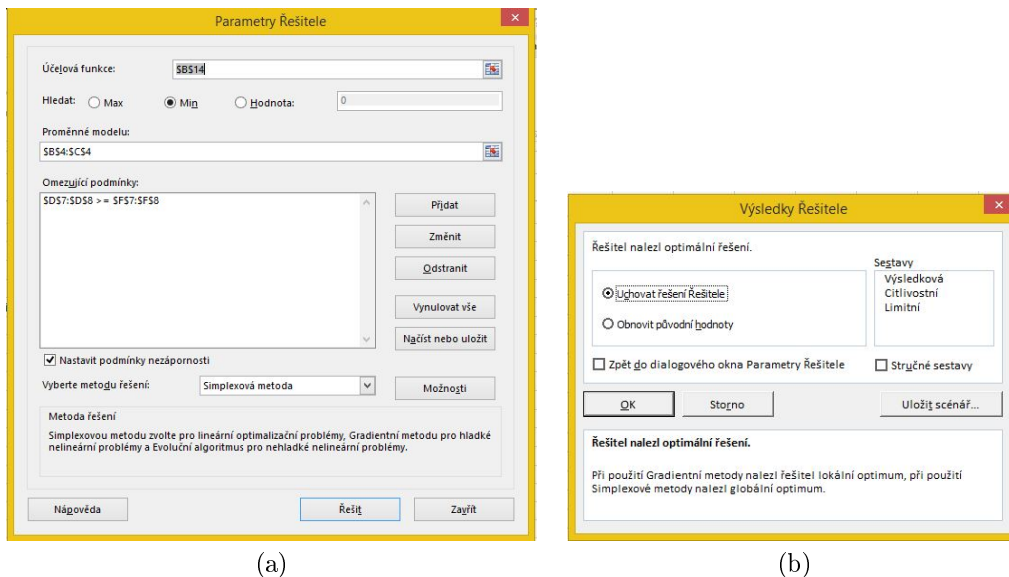 Parametry Řešitele
Účelová funkce: $B$14
Hledat: Max Min Hodnota: 0
Proměnné modelu:
$B$4:$C$4
Omezující podmínky:
$D$7:$D$8 >= $F$7:$F$8
Přidat
Změnit
Odstranit
Vynulovat vše
Načíst nebo uložit
Nastavit podmínky nezápornosti
Vyberte metodu řešení: Simplexová metoda
Možnosti
Metoda řešení
Simplexovou metodu zvolte pro lineární optimalizační problémy, Gradientní metodu pro hladké
nelineární problémy a Evoluční algoritmus pro nehladké nelineární problémy.
Nápověda Řešit Zavřít
(a)
Výsledky Řešitele
Řešitel nalezl optimální řešení.
Sestavy
Výsledková
Citlivostní
Limitní
Uchovat řešení Řešitele
Obnovit původní hodnoty
Zpět do dialogového okna Parametry Řešitele
Stručné sestavy
OK Storno Uložit scénář...
Řešitel nalezl optimální řešení.
Při použití Gradientní metody nalezl řešitel lokální optimum, při použití
Simplexové metody nalezl globální optimum.
(b)